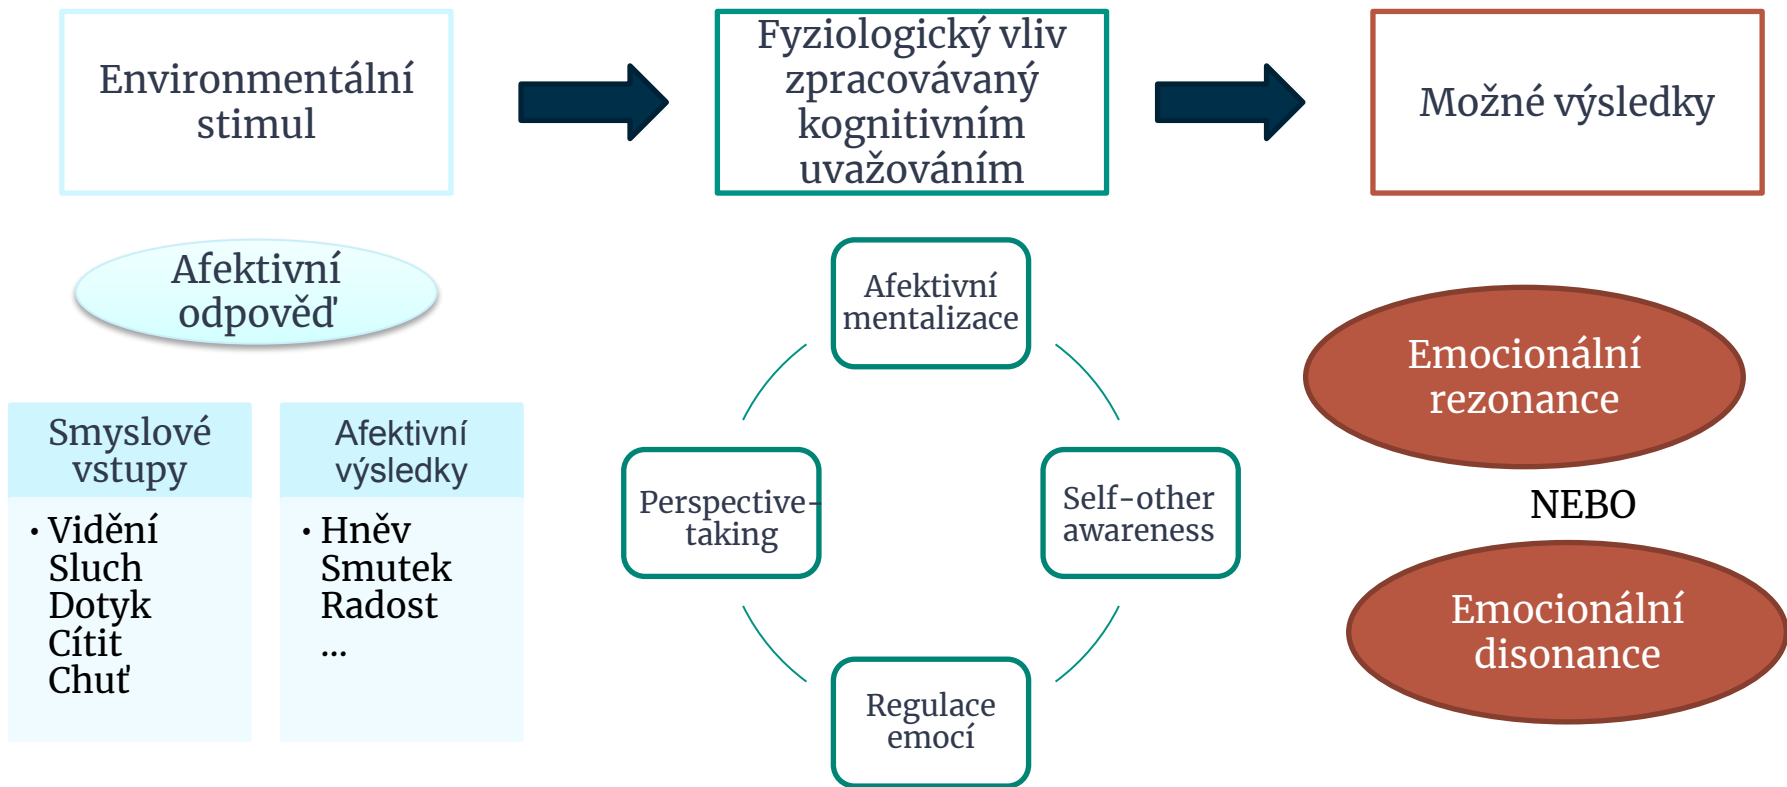 Environmentální
stimul
Fyziologický vliv
zpracovávaný
kognitivním
uvažováním
Možné výsledky
Afektivní
odpověď
Smyslové
vstupy
• Vidění
Sluch
Dotyk
Cítit
Chuť
Afektivní
výsledky
• Hněv
Smutek
Radost
...
Afektivní
mentalizace
Perspective-
taking
Self-other
awareness
Regulace
emocí
Emocionální
rezonance
NEBO
Emocionální
disonance